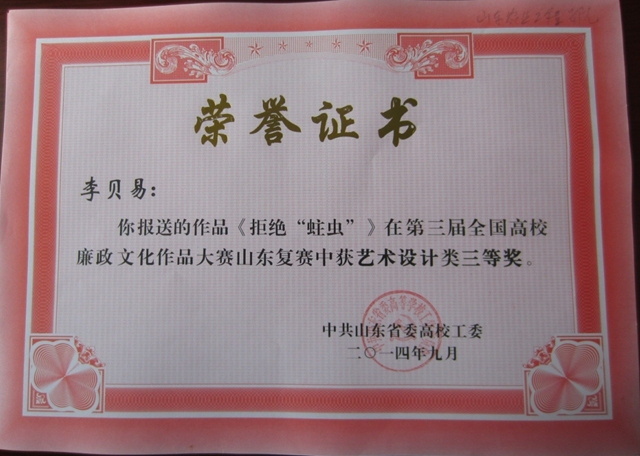 荣誉证书
李贝易：
你报送的作品《拒绝“蛀虫”》在第三届全国高校
廉政文化作品大赛山东复赛中获艺术设计类三等奖。
中共山东省委高校工委
二〇一四年九月